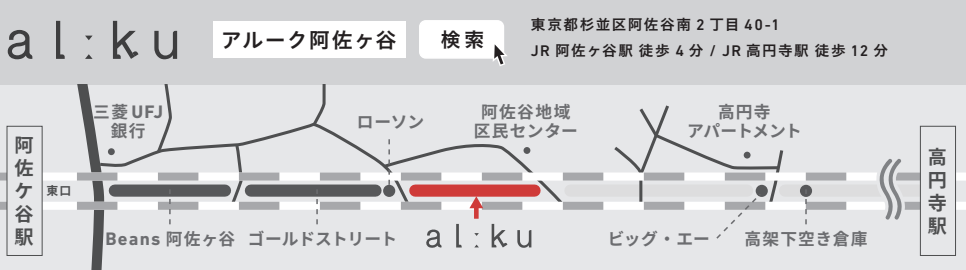 al:ku
アルーク阿佐ヶ谷
検索
東京都杉並区阿佐谷南2丁目40-1
JR 阿佐ヶ谷駅 徒歩4分 / JR 高円寺駅 徒歩12分
三菱UFJ
銀行
ローソン
阿佐谷地域
区民センター
高円寺
アパートメント
阿佐ケ谷駅
東口
高円寺駅
Beans 阿佐ヶ谷
ゴールドストリート
al:ku
ビッグ・エー
高架下空き倉庫